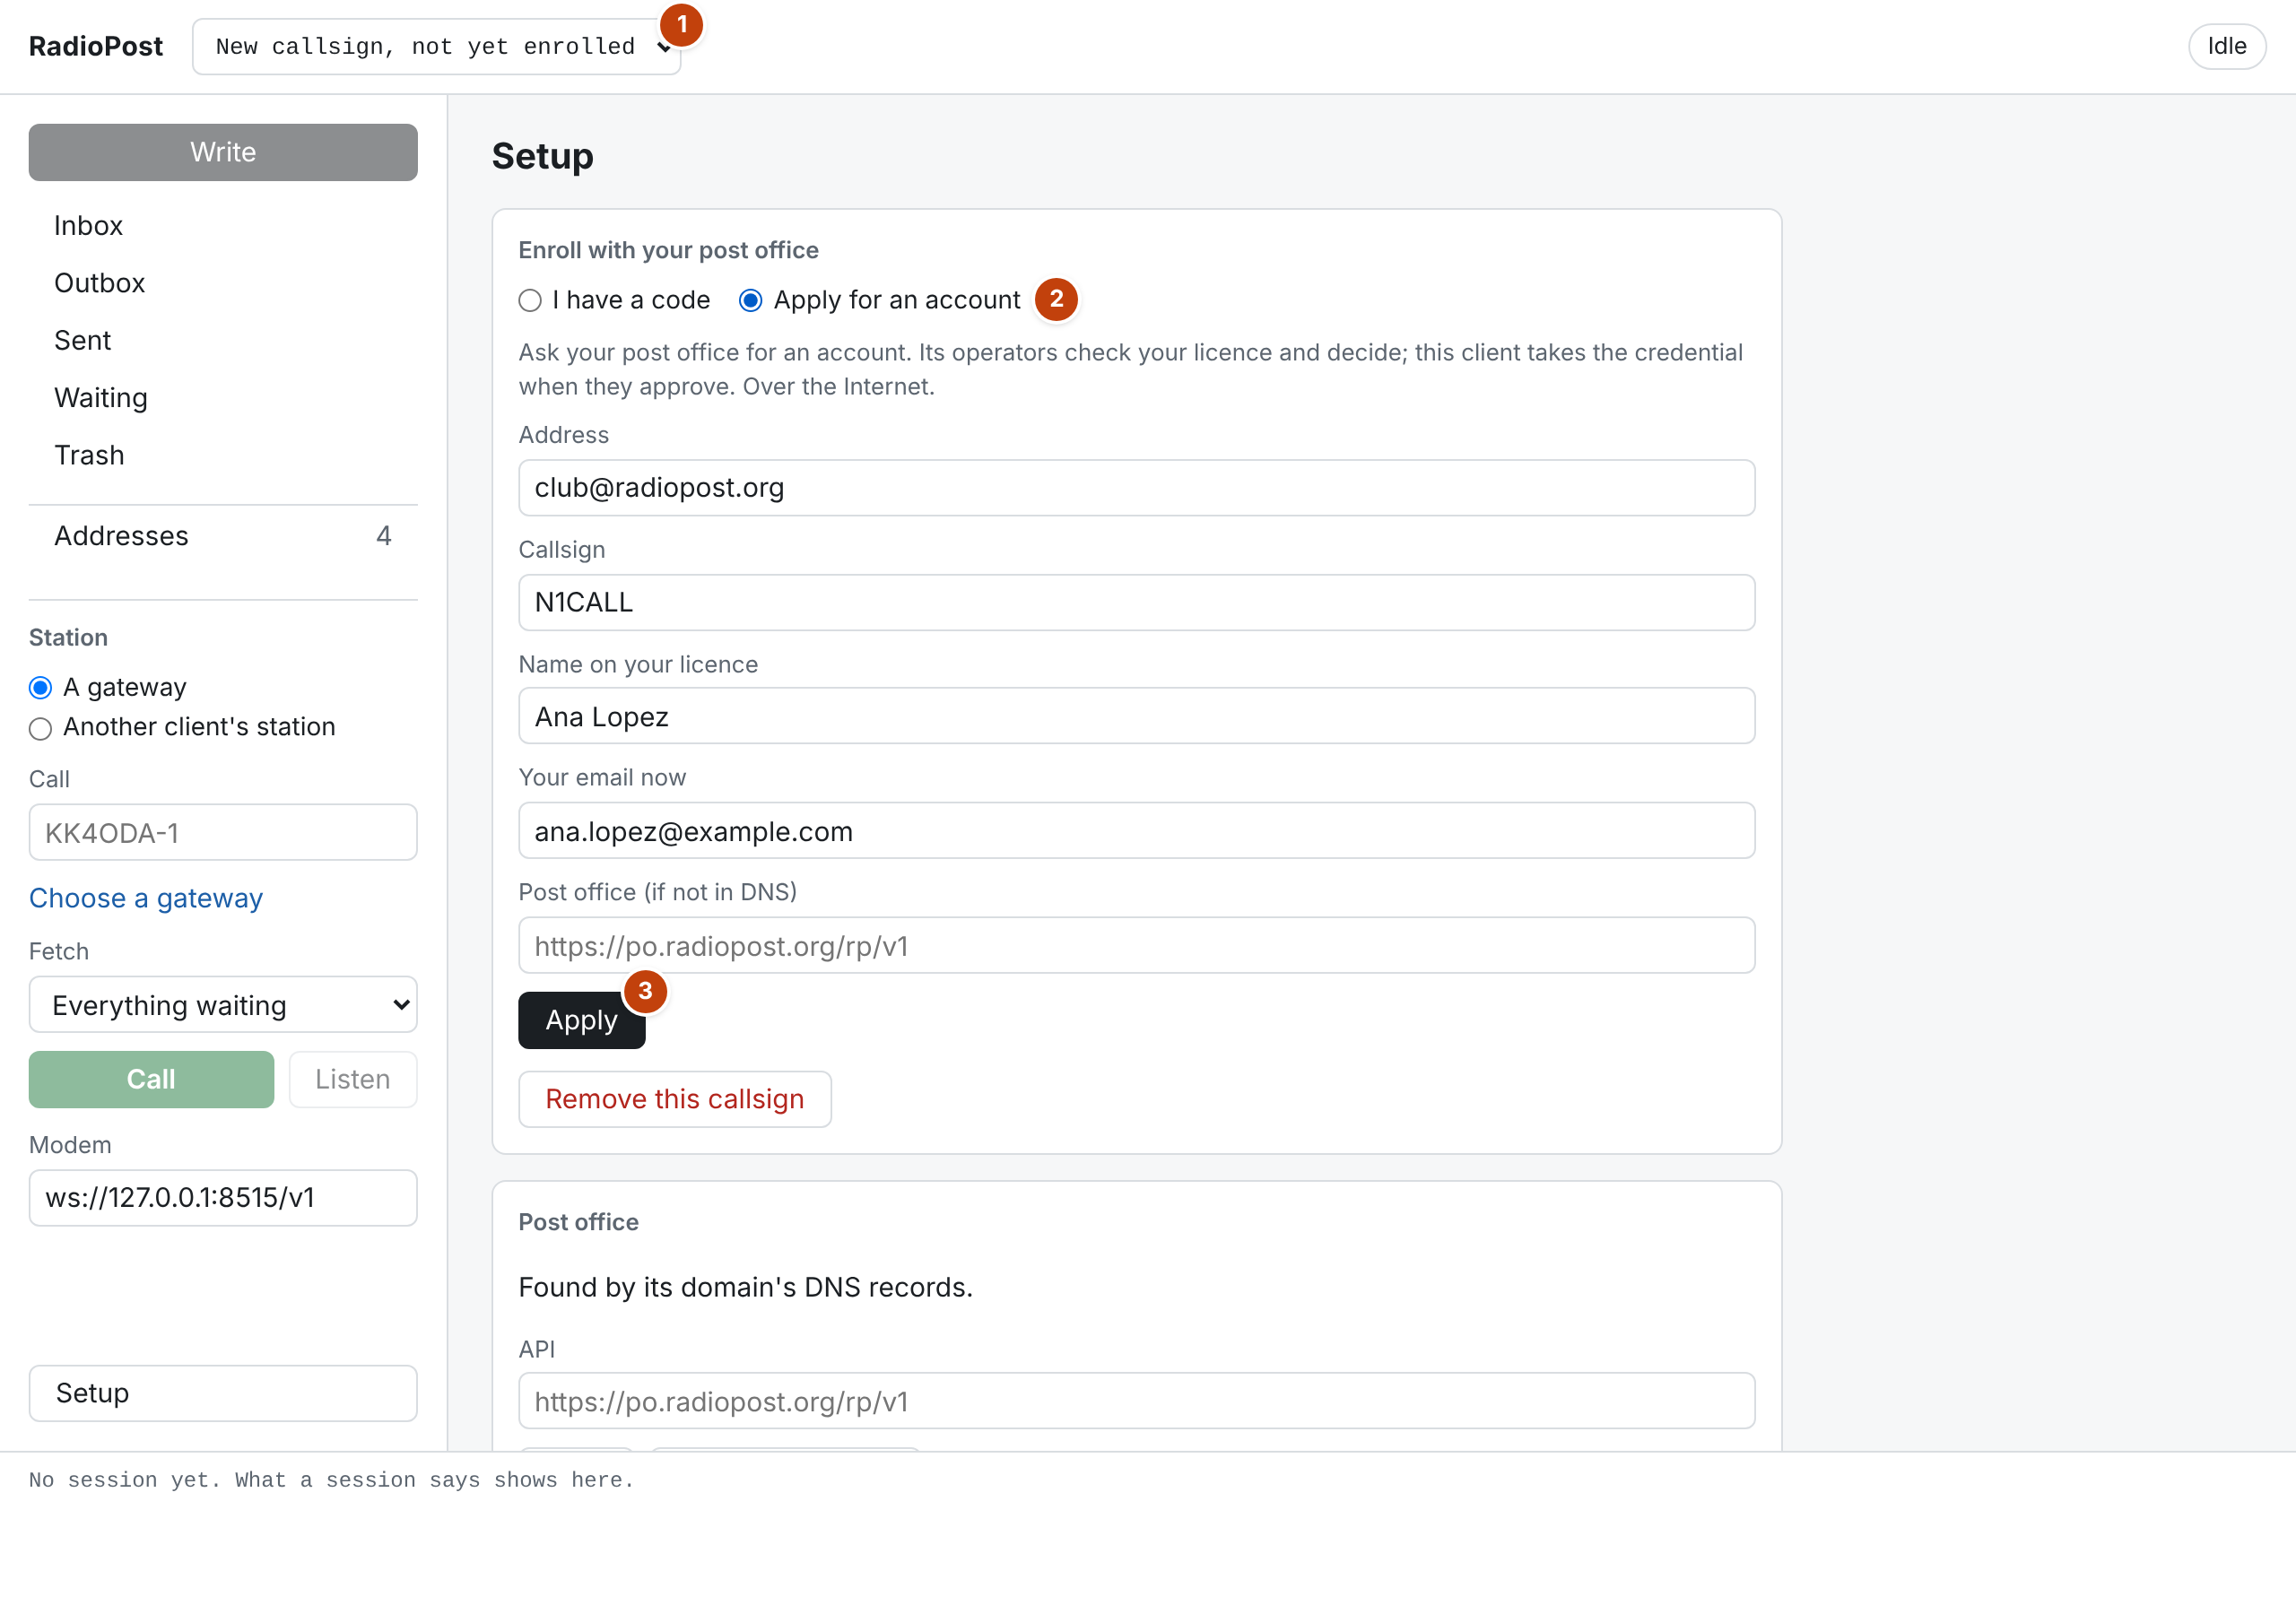 RadioPost
New callsign, not yet enrolled
1
Idle
Write
Inbox
Outbox
Sent
Waiting
Trash
Addresses 4
Station
A gateway
Another client's station
Call
KK4ODA-1
Choose a gateway
Fetch
Everything waiting
Call
Listen
Modem
ws://127.0.0.1:8515/v1
Setup
Setup
Enroll with your post office
I have a code
Apply for an account
2
Ask your post office for an account. Its operators check your licence and decide; this client takes the credential
when they approve. Over the Internet.
Address
club@radiopost.org
Callsign
N1CALL
Name on your licence
Ana Lopez
Your email now
ana.lopez@example.com
Post office (if not in DNS)
https://po.radiopost.org/rp/v1
3
Apply
Remove this callsign
Post office
Found by its domain's DNS records.
API
https://po.radiopost.org/rp/v1
No session yet. What a session says shows here.